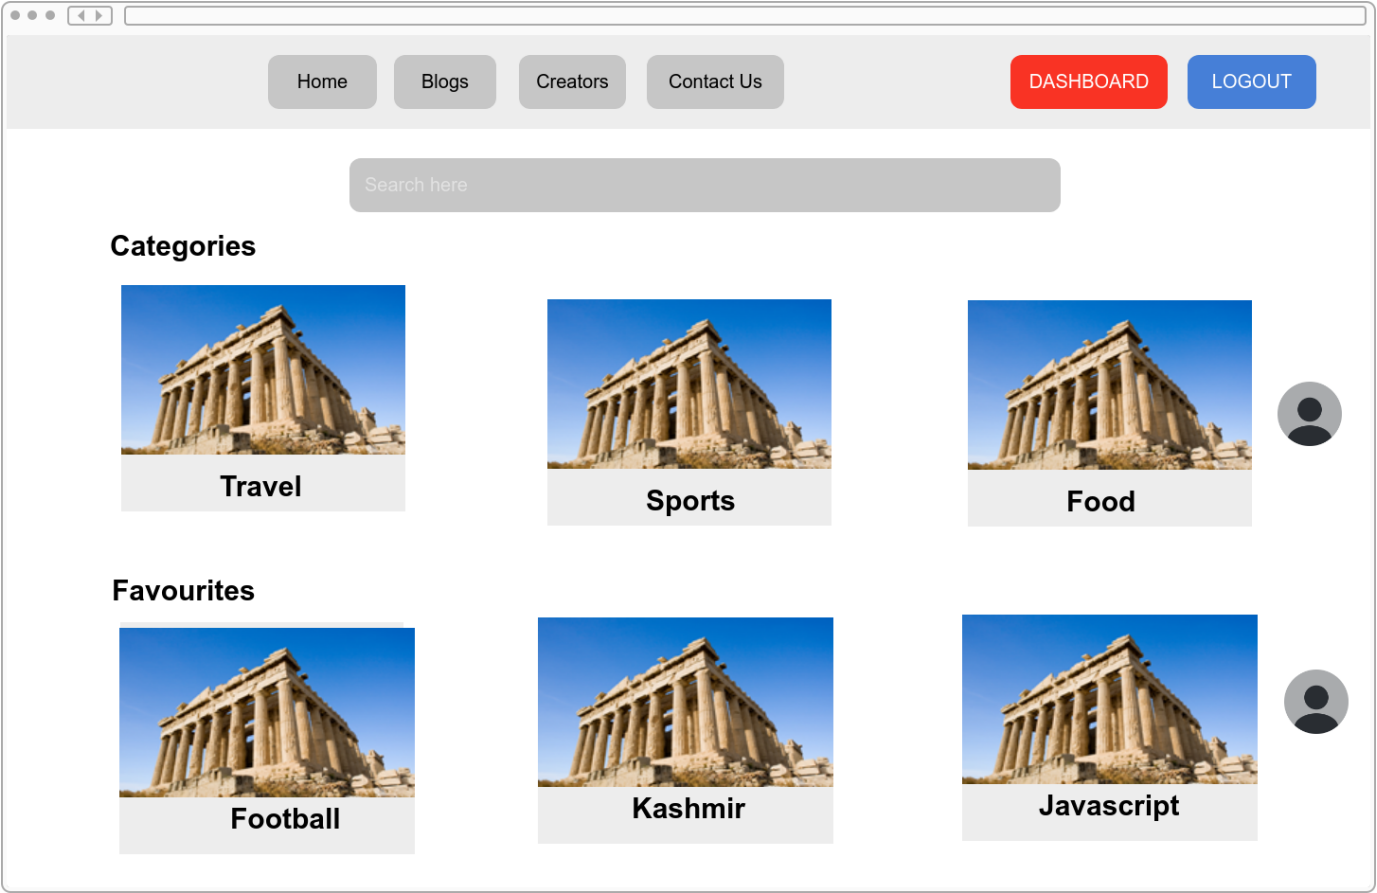 Home Blogs Creators Contact Us DASHBOARD LOGOUT
Search here
Categories
Travel Sports Food
Favourites
Football Kashmir Javascript